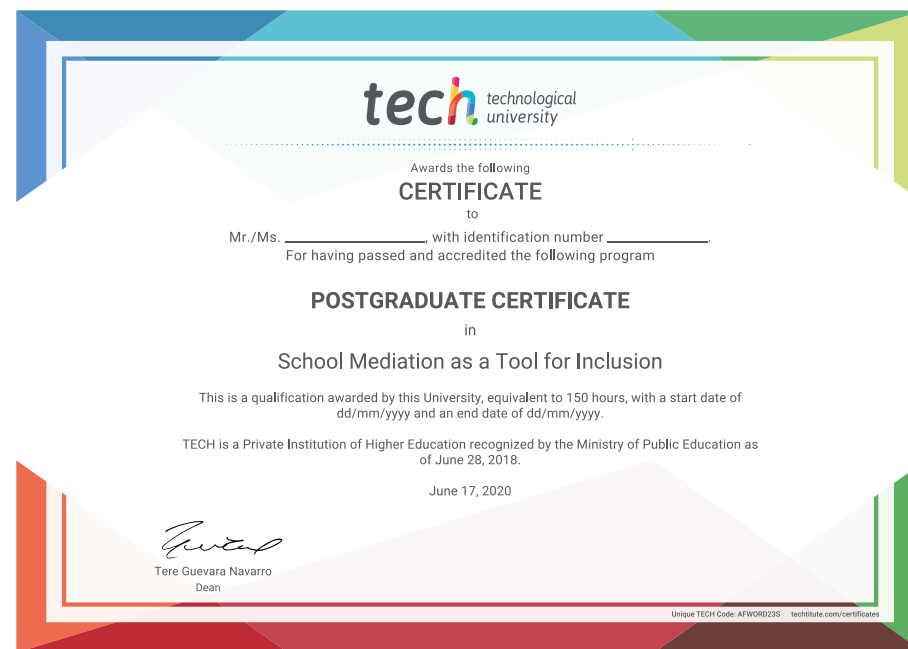 tech technological
university
Awards the following
CERTIFICATE
to
Mr./Ms. ____________, with identification number ____________.
For having passed and accredited the following program
POSTGRADUATE CERTIFICATE
in
School Mediation as a Tool for Inclusion
This is a qualification awarded by this University, equivalent to 150 hours, with a start date of
dd/mm/yyyy and an end date of dd/mm/yyyy.
TECH is a Private Institution of Higher Education recognized by the Ministry of Public Education as
of June 28, 2018.
June 17, 2020
Tere Guevara Navarro
Dean
Unique TECH Code: AFWORD23S techtitute.com/certificates